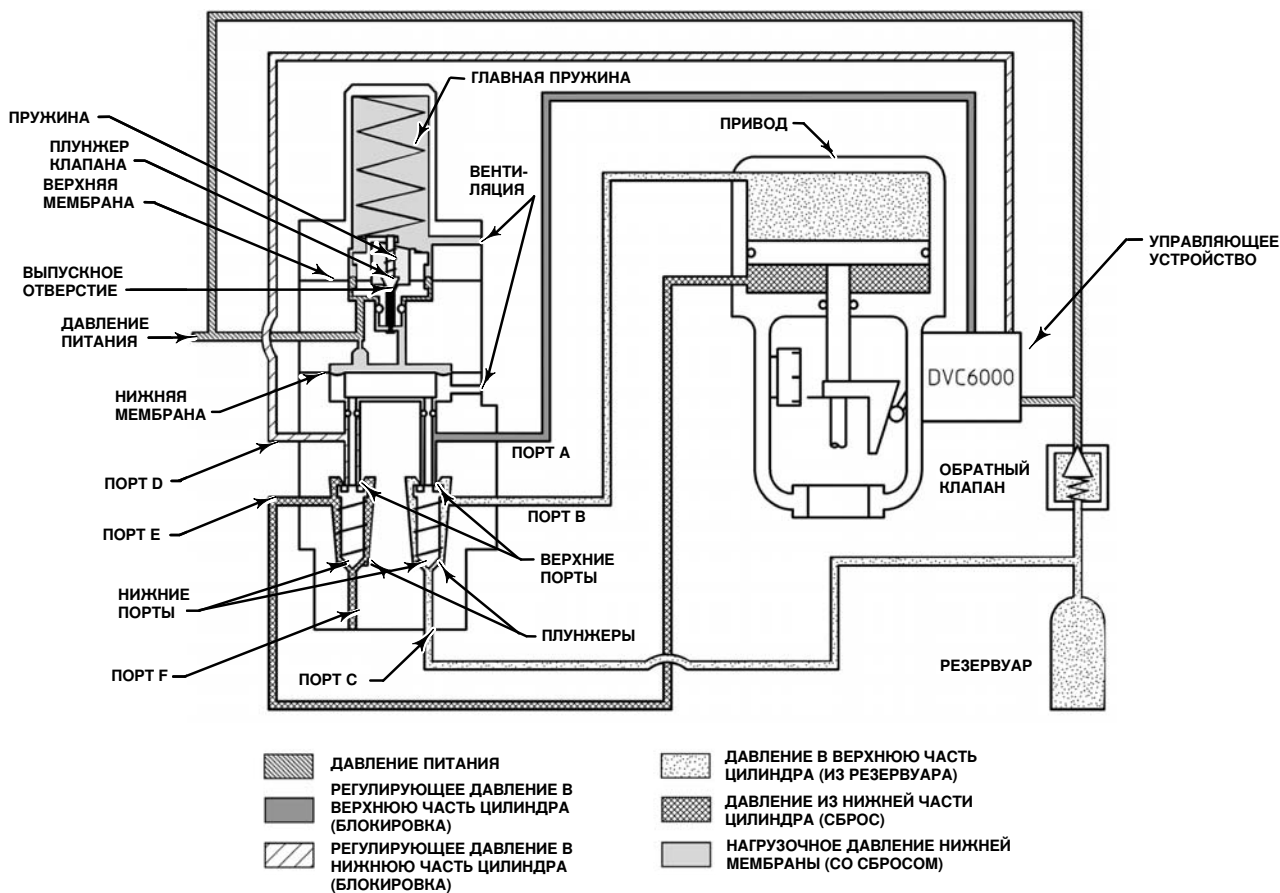 ГЛАВНАЯ ПРУЖИНА
ПРУЖИНА
ПЛУНЖЕР
КЛАПАНА
ВЕРХНЯЯ
МЕМБРАНА
ВЕНТИ-
ЛЯЦИЯ
ПРИВОД
УПРАВЛЯЮЩЕЕ
УСТРОЙСТВО
ВЫПУСКНОЕ
ОТВЕРСТИЕ
ДАВЛЕНИЕ
ПИТАНИЯ
НИЖНЯЯ
МЕМБРАНА
DVC6000
ПОРТ A
ПОРТ D
ОБРАТНЫЙ
КЛАПАН
ПОРТ E
ПОРТ B
ВЕРХНИЕ
ПОРТЫ
НИЖНИЕ
ПОРТЫ
ПЛУНЖЕРЫ
ПОРТ F
ПОРТ C
РЕЗЕРВУАР
ДАВЛЕНИЕ ПИТАНИЯ
РЕГУЛИРУЮЩЕЕ ДАВЛЕНИЕ В
ВЕРХНЮЮ ЧАСТЬ ЦИЛИНДРА
(БЛОКИРОВКА)
РЕГУЛИРУЮЩЕЕ ДАВЛЕНИЕ В
НИЖНЮЮ ЧАСТЬ ЦИЛИНДРА
(БЛОКИРОВКА)
ДАВЛЕНИЕ В ВЕРХНЮЮ ЧАСТЬ
ЦИЛИНДРА (ИЗ РЕЗЕРВУАРА)
ДАВЛЕНИЕ ИЗ НИЖНЕЙ ЧАСТИ
ЦИЛИНДРА (СБРОС)
НАГРУЗОЧНОЕ ДАВЛЕНИЕ НИЖНЕЙ
МЕМБРАНЫ (СО СБРОСОМ)